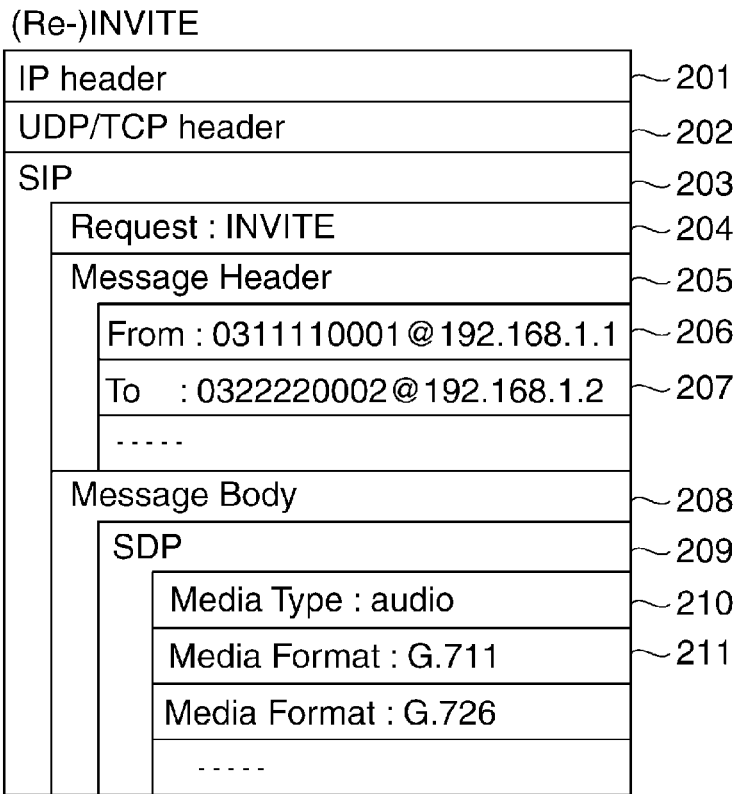 (Re-)INVITE
IP header 201
UDP/TCP header 202
SIP 203
Request : INVITE 204
Message Header 205
From : 0311110001@192.168.1.1 206
To : 0322220002@192.168.1.2 207
- - - - -
Message Body 208
SDP 209
Media Type : audio 210
Media Format : G.711 211
Media Format : G.726
- - - - -